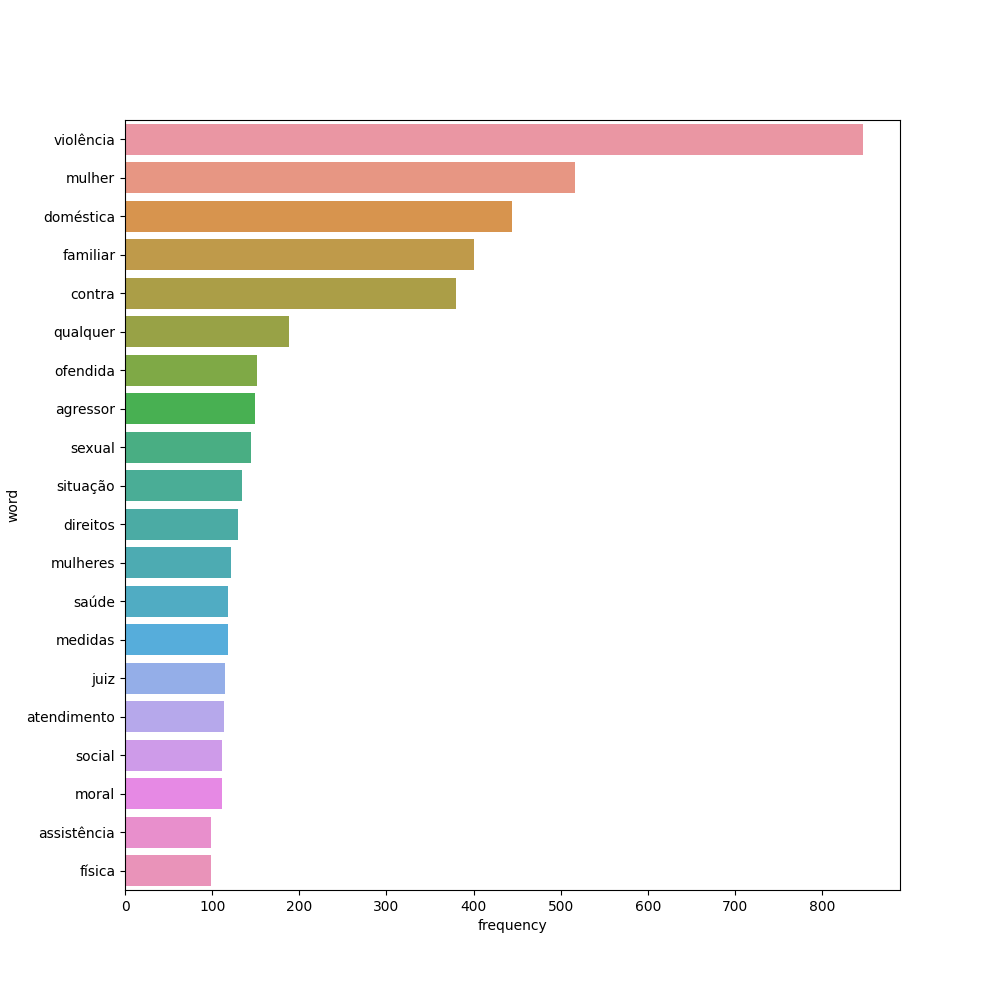 violência
mulher
doméstica
familiar
contra
qualquer
ofendida
agressor
sexual
situação
direitos
mulheres
saúde
medidas
juiz
atendimento
social
moral
assistência
física
word
0 100 200 300 400 500 600 700 800
frequency